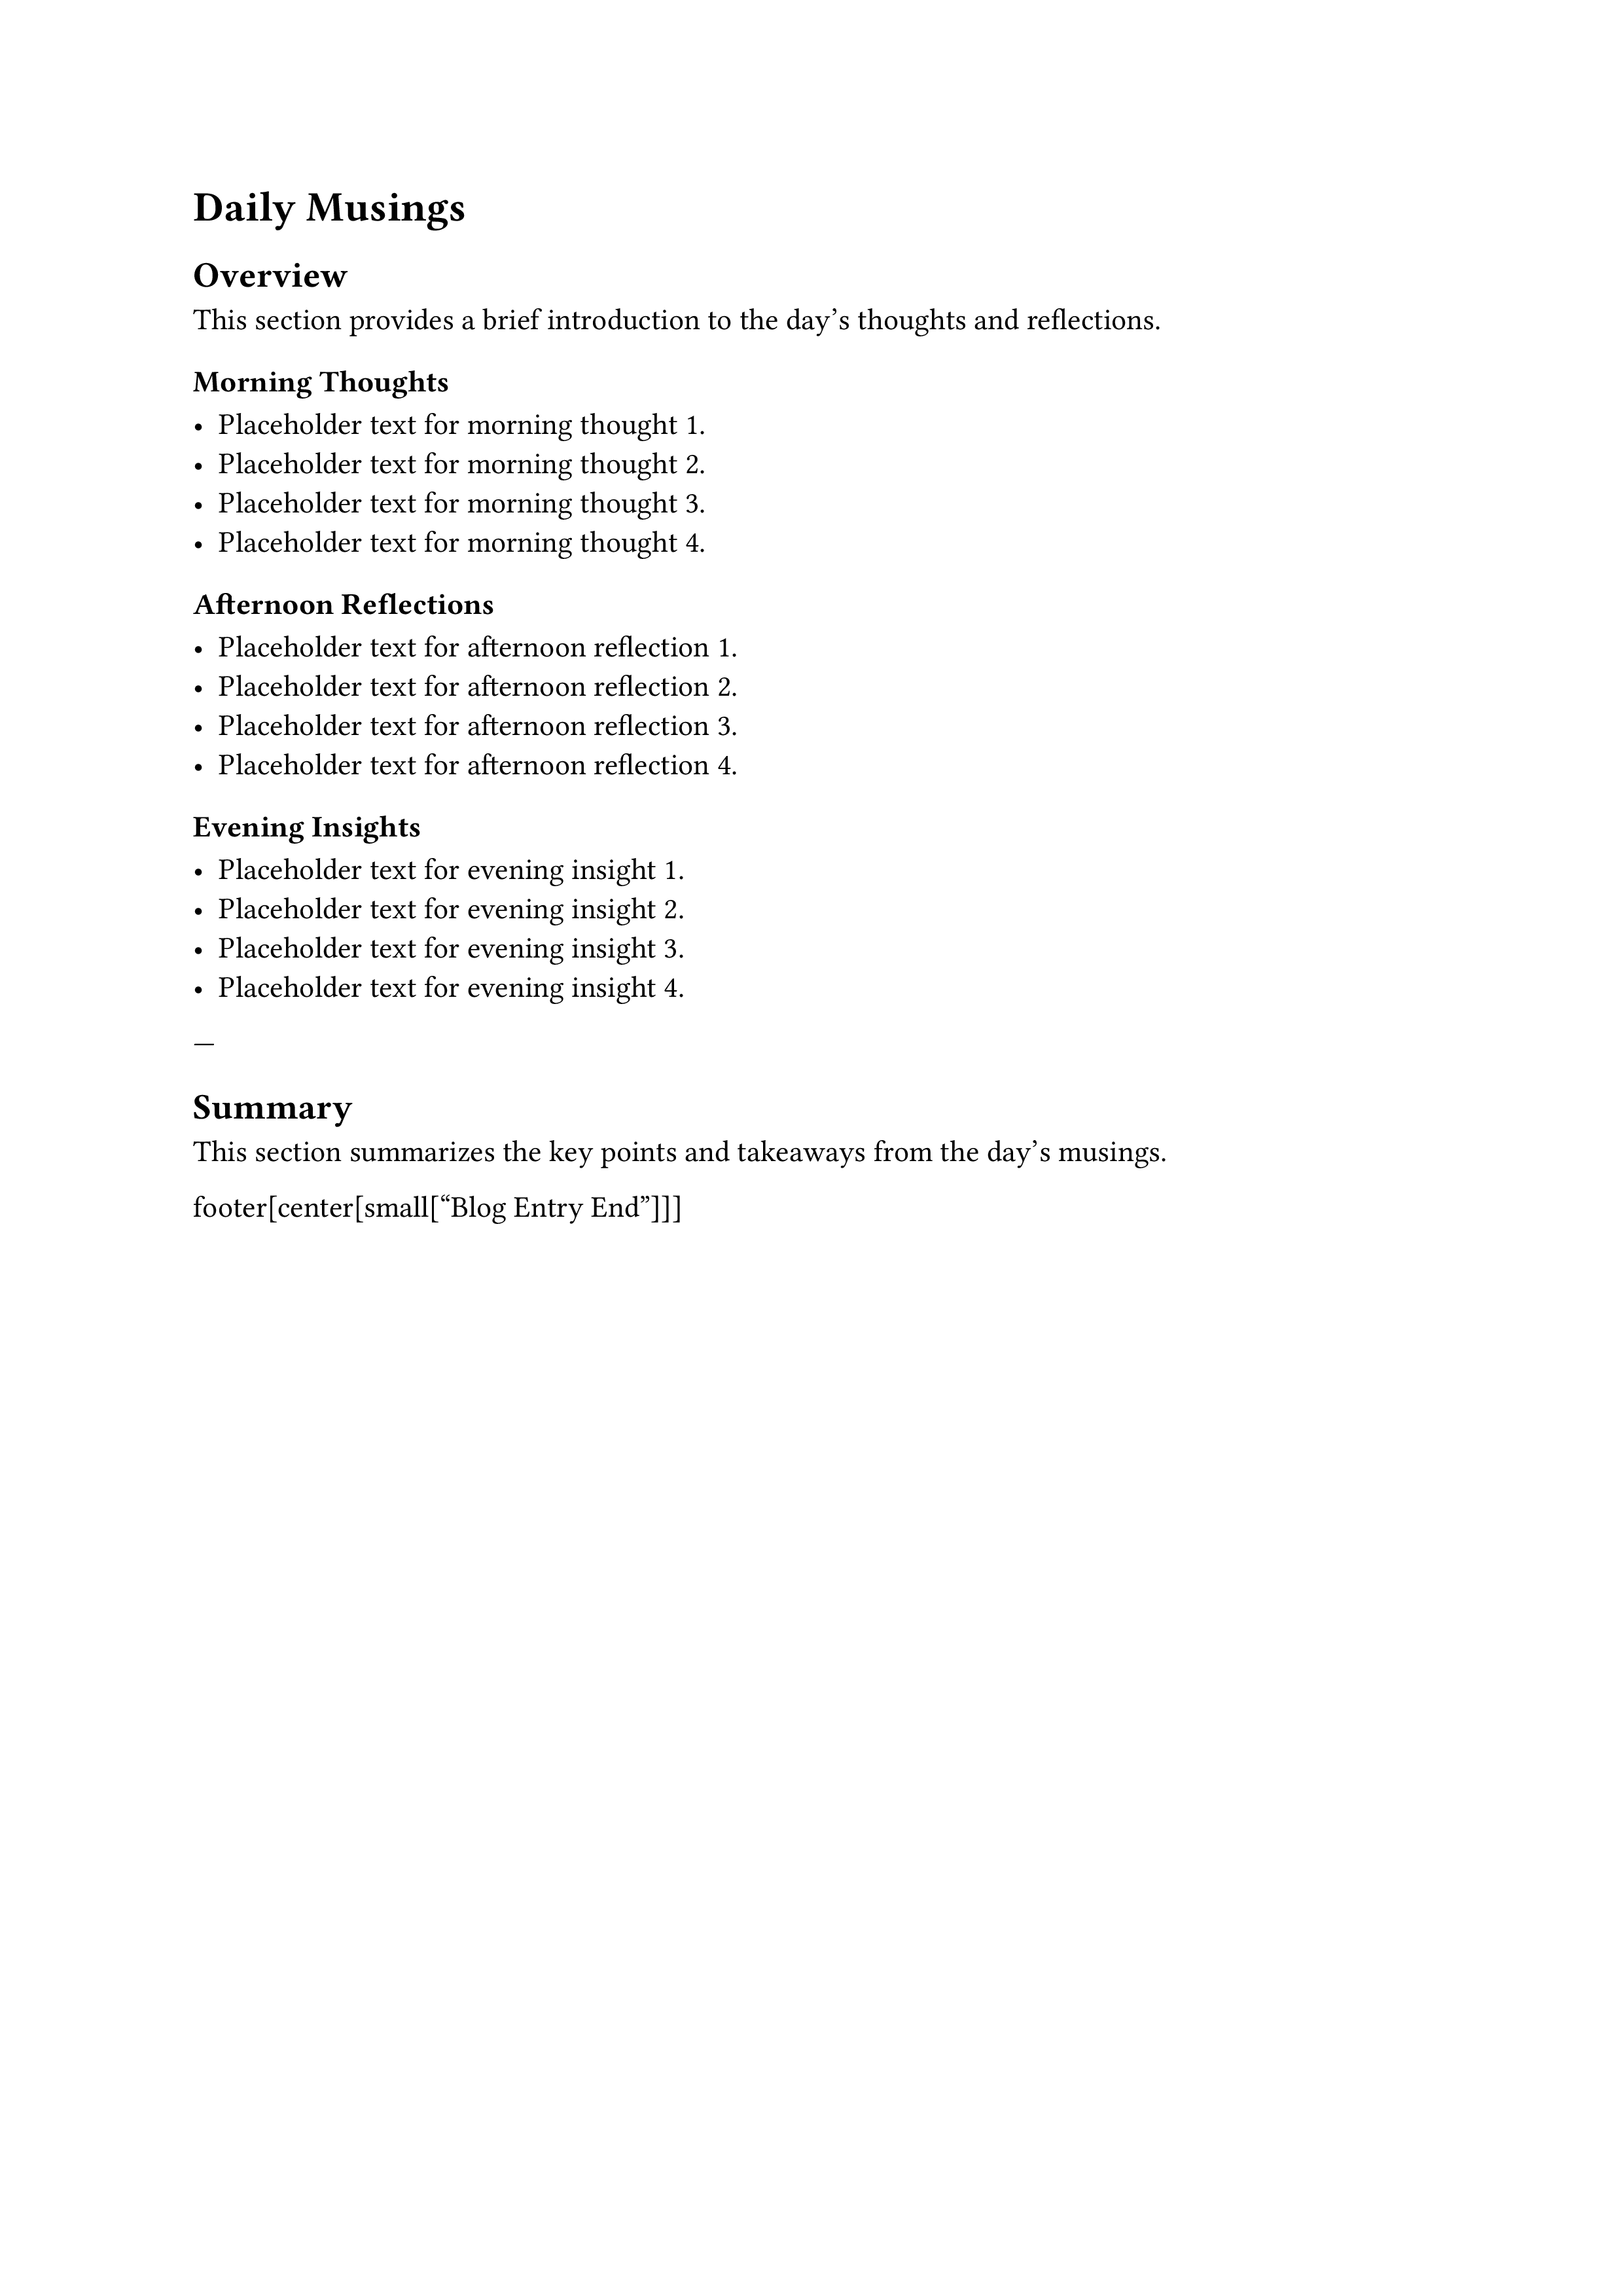 Daily Musings
Overview
This section provides a brief introduction to the day’s thoughts and reflections.
Morning Thoughts
• Placeholder text for morning thought 1.
• Placeholder text for morning thought 2.
• Placeholder text for morning thought 3.
• Placeholder text for morning thought 4.
Afternoon Reflections
• Placeholder text for afternoon reflection 1.
• Placeholder text for afternoon reflection 2.
• Placeholder text for afternoon reflection 3.
• Placeholder text for afternoon reflection 4.
Evening Insights
• Placeholder text for evening insight 1.
• Placeholder text for evening insight 2.
• Placeholder text for evening insight 3.
• Placeholder text for evening insight 4.
—
Summary
This section summarizes the key points and takeaways from the day’s musings.
footer[center[small[“Blog Entry End”]]]